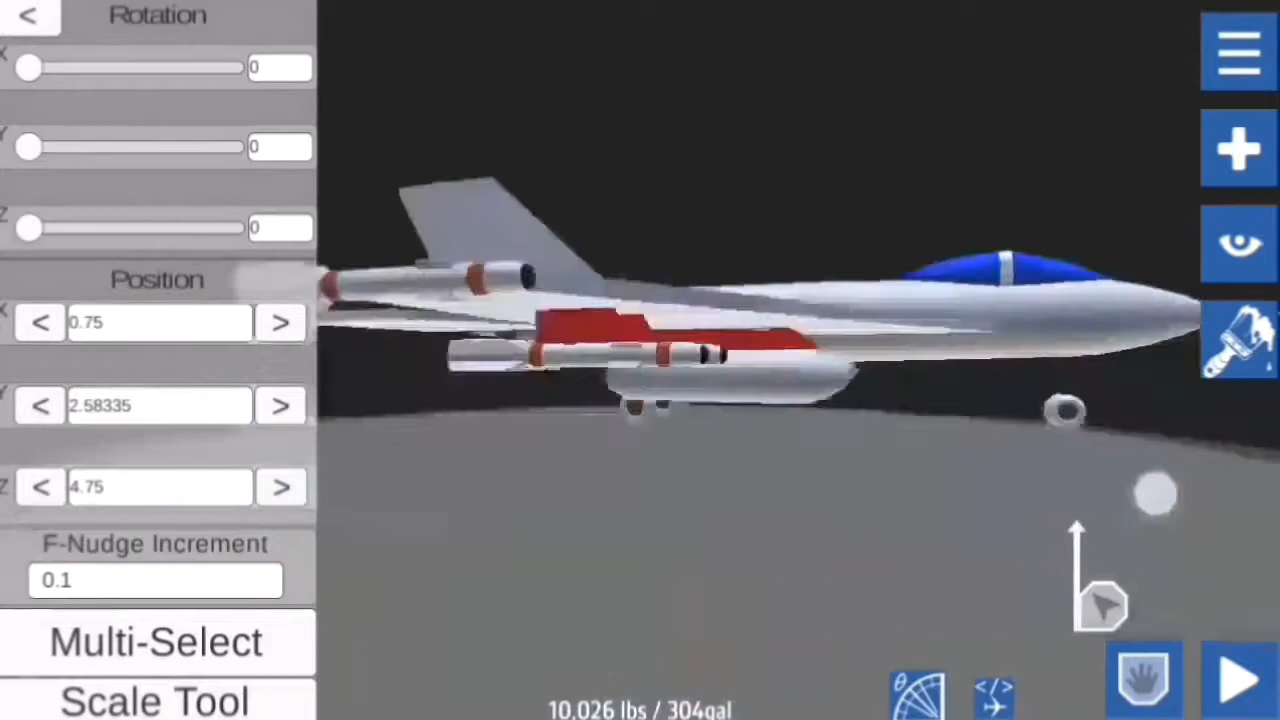 < Rotation
X 0
Y 0
Z 0
Position
X < 0.75 >
Y < 2.58335 >
Z < 4.75 >
F-Nudge Increment
0.1
Multi-Select
Scale Tool
10,026 lbs / 304gal
θ
</>